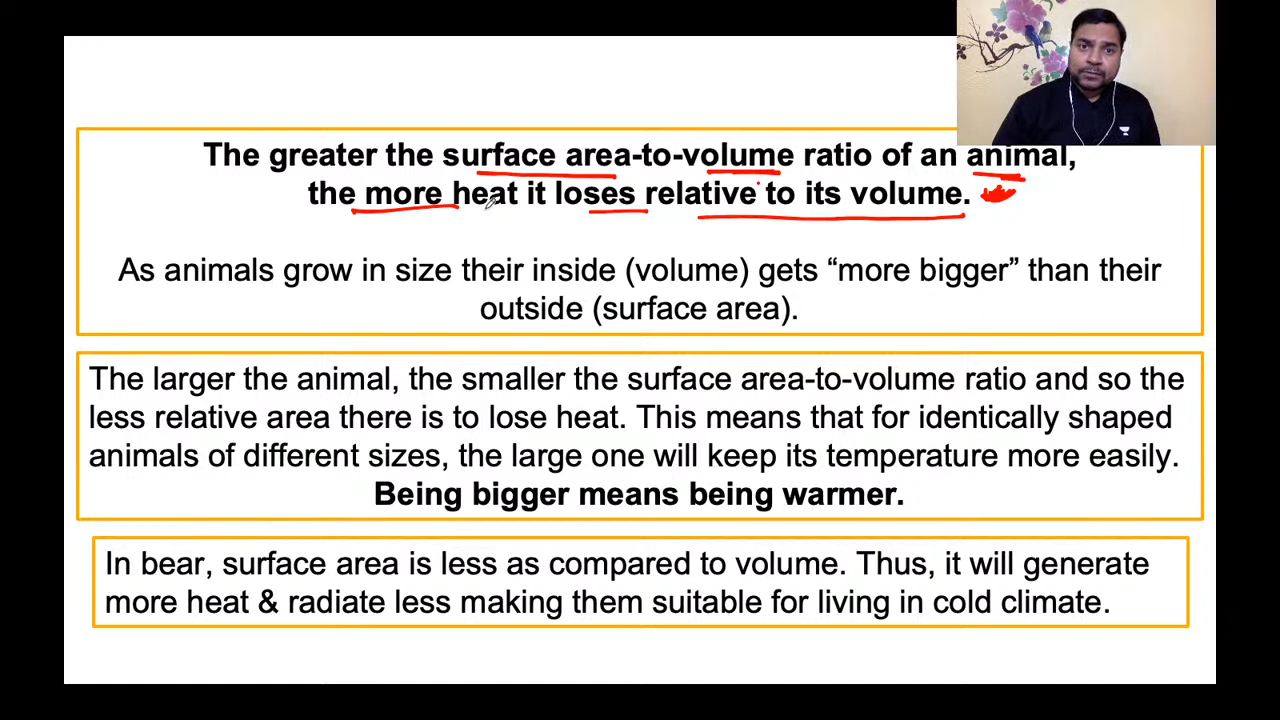 The greater the surface area-to-volume ratio of an animal,
the more heat it loses relative to its volume.
As animals grow in size their inside (volume) gets “more bigger” than their
outside (surface area).
The larger the animal, the smaller the surface area-to-volume ratio and so the
less relative area there is to lose heat. This means that for identically shaped
animals of different sizes, the large one will keep its temperature more easily.
Being bigger means being warmer.
In bear, surface area is less as compared to volume. Thus, it will generate
more heat & radiate less making them suitable for living in cold climate.